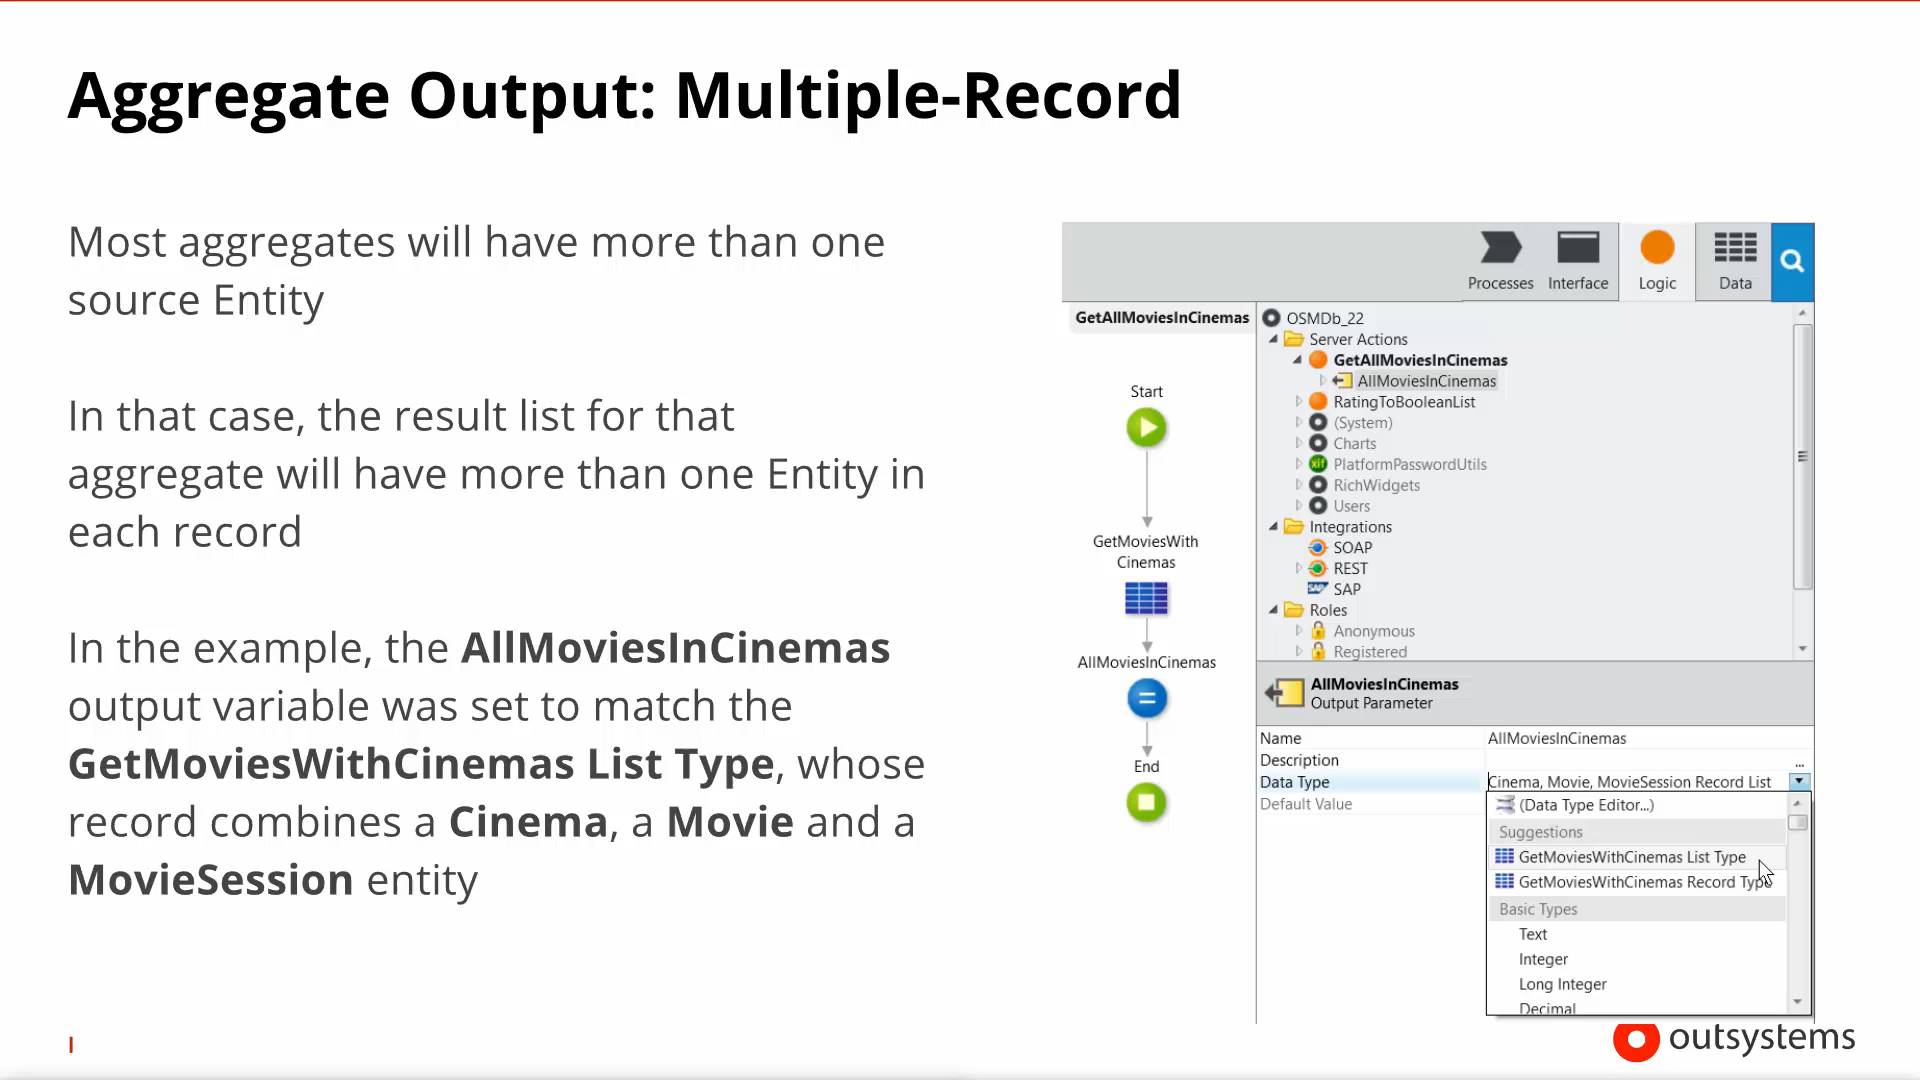 Aggregate Output: Multiple-Record
Most aggregates will have more than one
source Entity
In that case, the result list for that
aggregate will have more than one Entity in
each record
In the example, the AllMoviesInCinemas
output variable was set to match the
GetMoviesWithCinemas List Type, whose
record combines a Cinema, a Movie and a
MovieSession entity
Processes
Interface
Logic
Data
GetAllMoviesInCinemas
Start
GetMoviesWith
Cinemas
AllMoviesInCinemas
End
OSMDb_22
Server Actions
GetAllMoviesInCinemas
AllMoviesInCinemas
RatingToBooleanList
(System)
Charts
xif PlatformPasswordUtils
RichWidgets
Users
Integrations
SOAP
REST
SAP SAP
Roles
Anonymous
Registered
AllMoviesInCinemas
Output Parameter
Name AllMoviesInCinemas
Description ...
Data Type Cinema, Movie, MovieSession Record List
Default Value
(Data Type Editor...)
Suggestions
GetMoviesWithCinemas List Type
GetMoviesWithCinemas Record Type
Basic Types
Text
Integer
Long Integer
Decimal
outsystems